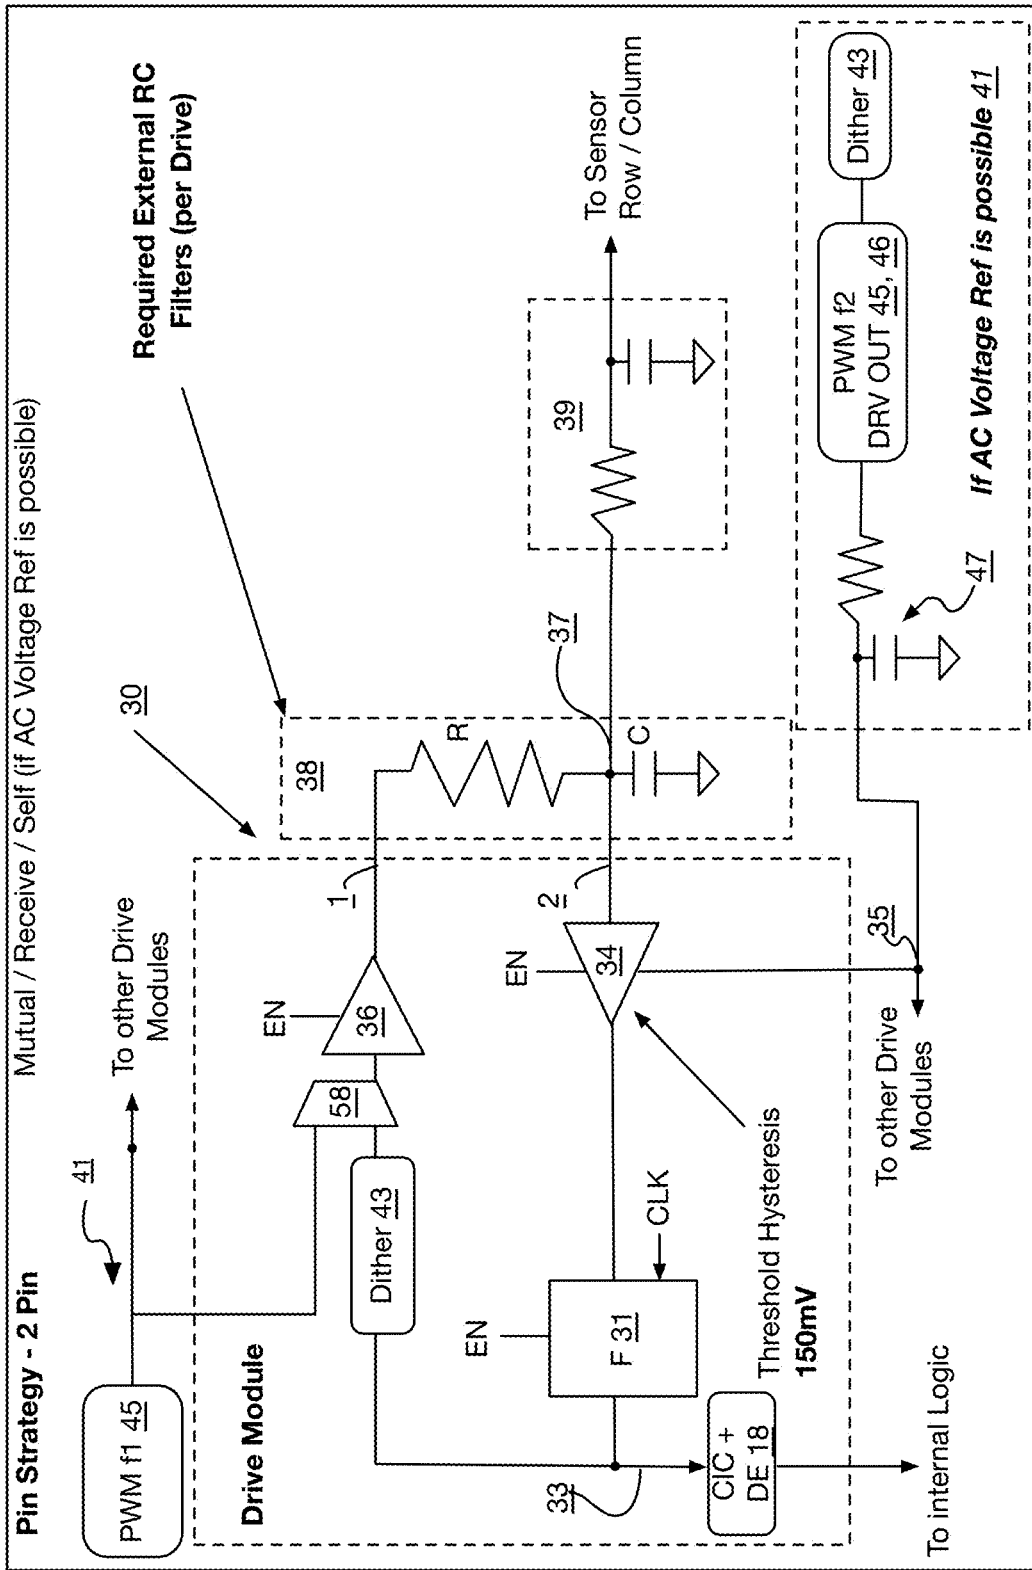 Pin Strategy - 2 Pin
Mutual / Receive / Self (if AC Voltage Ref is possible)
PWM f1 45
41
To other Drive
Modules
30
Required External RC
Filters (per Drive)
Drive Module
Dither 43
58
EN
36
1
38
R
37
C
39
To Sensor
Row / Column
EN
F 31
CLK
EN
34
2
33
CIC +
DE 18
To internal Logic
Threshold Hysteresis
150mV
To other Drive
Modules
35
47
PWM f2
DRV OUT 45, 46
Dither 43
If AC Voltage Ref is possible 41